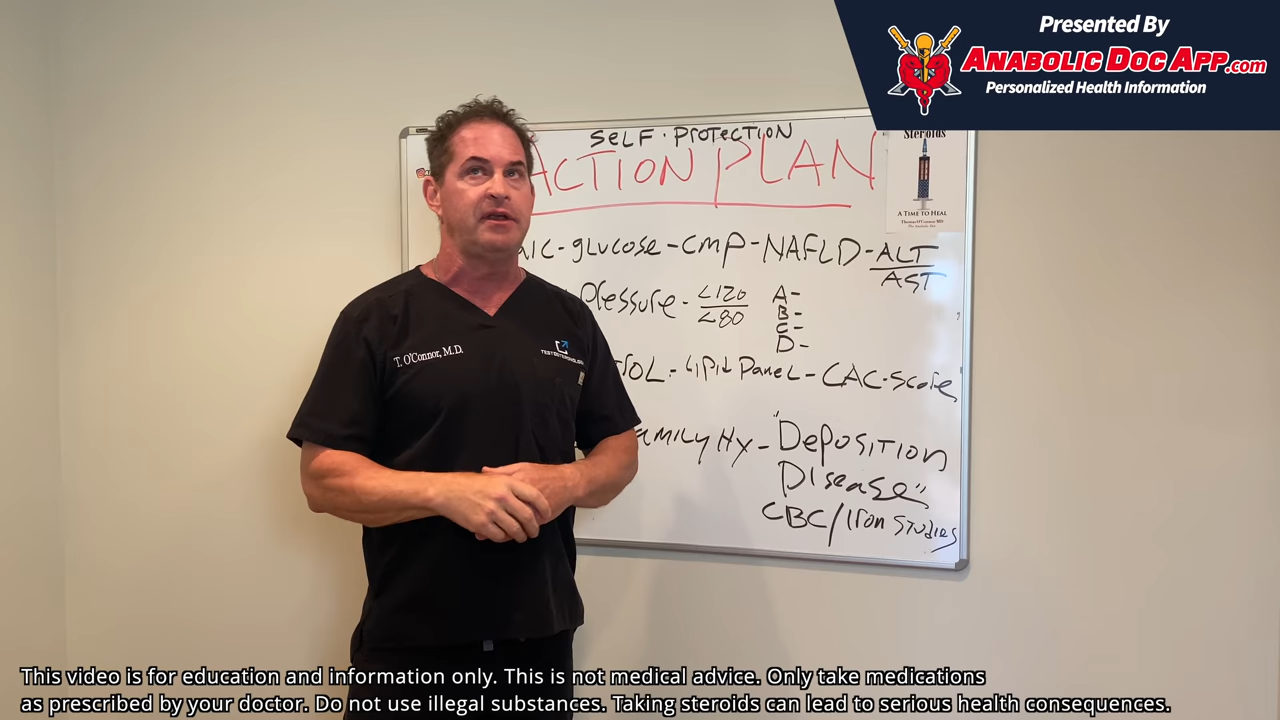 Presented By
ANABOLIC DOC APP.com
Personalized Health Information
SELF · PROTECTION
ACTION PLAN
Steroids
A TIME TO HEAL
Thomas O'Connor MD
A1C - glucose - CMP - NAFLD - ALT
AST
Pressure - <120
<80
A -
B -
C -
D -
T. O'Connor, M.D.
Lipid Panel - CAC - Score
Family Hx - "Deposition
Disease"
CBC / Iron Studies
This video is for education and information only. This is not medical advice. Only take medications
as prescribed by your doctor. Do not use illegal substances. Taking steroids can lead to serious health consequences.